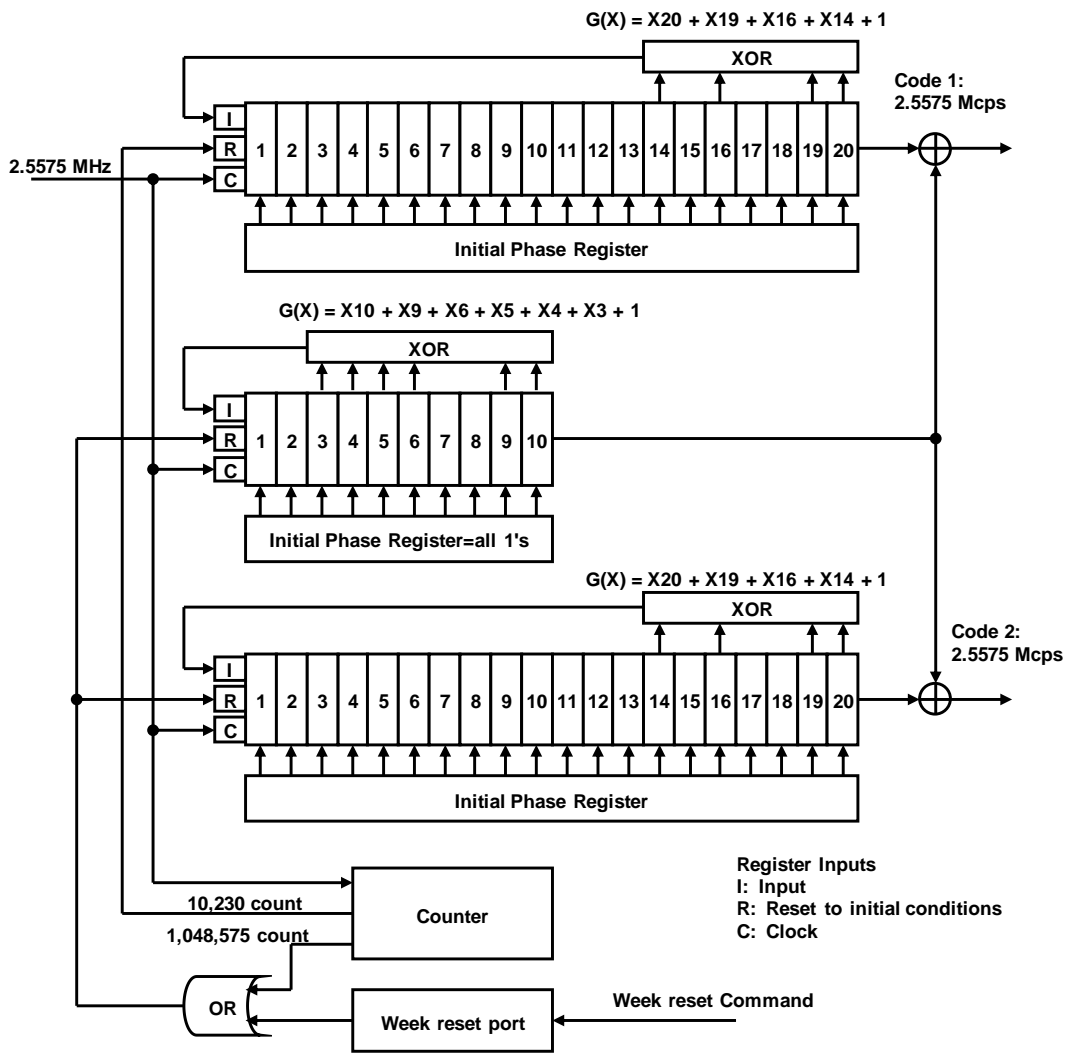 G(X) = X20 + X19 + X16 + X14 + 1
XOR
Code 1:
2.5575 Mcps
I
R
C
2.5575 MHz
1 2 3 4 5 6 7 8 9 10 11 12 13 14 15 16 17 18 19 20
Initial Phase Register
G(X) = X10 + X9 + X6 + X5 + X4 + X3 + 1
XOR
I
R
C
1 2 3 4 5 6 7 8 9 10
Initial Phase Register=all 1's
G(X) = X20 + X19 + X16 + X14 + 1
XOR
Code 2:
2.5575 Mcps
I
R
C
1 2 3 4 5 6 7 8 9 10 11 12 13 14 15 16 17 18 19 20
Initial Phase Register
Register Inputs
I: Input
R: Reset to initial conditions
C: Clock
10,230 count
Counter
1,048,575 count
OR
Week reset port
Week reset Command